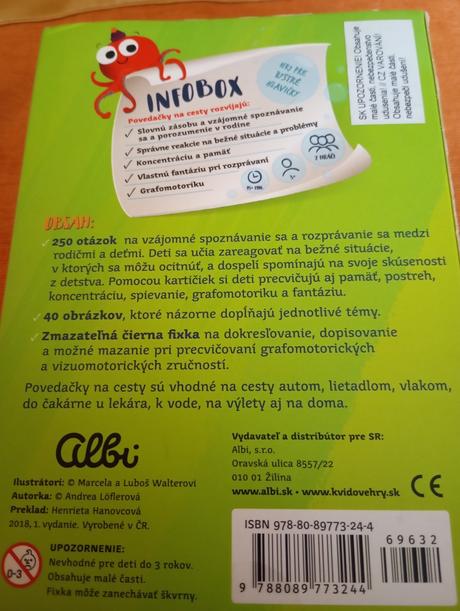 INFOBOX
HRY PRE
BYSTRÉ
HLAVIČKY
Povedačky na cesty rozvíjajú:
✓ Slovnú zásobu a vzájomné spoznávanie
sa a porozumenie v rodine
✓ Správne reakcie na bežné situácie a problémy
✓ Koncentráciu a pamäť
✓ Vlastnú fantáziu pri rozprávaní
✓ Grafomotoriku
2 HRÁČI
SK UPOZORNENIE! Obsahuje
malé časti, nebezpečenstvo
udusenia! // CZ VAROVÁNÍ!
Obsahuje malé části,
nebezpečí udušení!
OBSAH:
✓ 250 otázok na vzájomné spoznávanie sa a rozprávanie sa medzi
rodičmi a deťmi. Deti sa učia zareagovať na bežné situácie,
v ktorých sa môžu ocitnúť, a dospelí spomínajú na svoje skúsenosti
z detstva. Pomocou kartičiek si deti precvičujú aj pamäť, postreh,
koncentráciu, spievanie, grafomotoriku a fantáziu.
✓ 40 obrázkov, ktoré názorne dopĺňajú jednotlivé témy.
✓ Zmazateľná čierna fixka na dokresľovanie, dopisovanie
a možné mazanie pri precvičovaní grafomotorických
a vizuomotorických zručností.
Povedačky na cesty sú vhodné na cesty autom, lietadlom, vlakom,
do čakárne u lekára, k vode, na výlety aj na doma.
albi
Ilustrátori: © Marcela a Luboš Walterovi
Autorka: © Andrea Löflerová
Preklad: Henrieta Hanovcová
2018, 1. vydanie. Vyrobené v ČR.
Vydavateľ a distribútor pre SR:
Albi, s.r.o.
Oravská ulica 8557/22
010 01 Žilina
www.albi.sk • www.kvidovehry.sk
CE
0-3
UPOZORNENIE:
Nevhodné pre deti do 3 rokov.
Obsahuje malé časti.
Fixka môže zanechávať škvrny.
ISBN 978-80-89773-24-4
69632
9 788089 773244